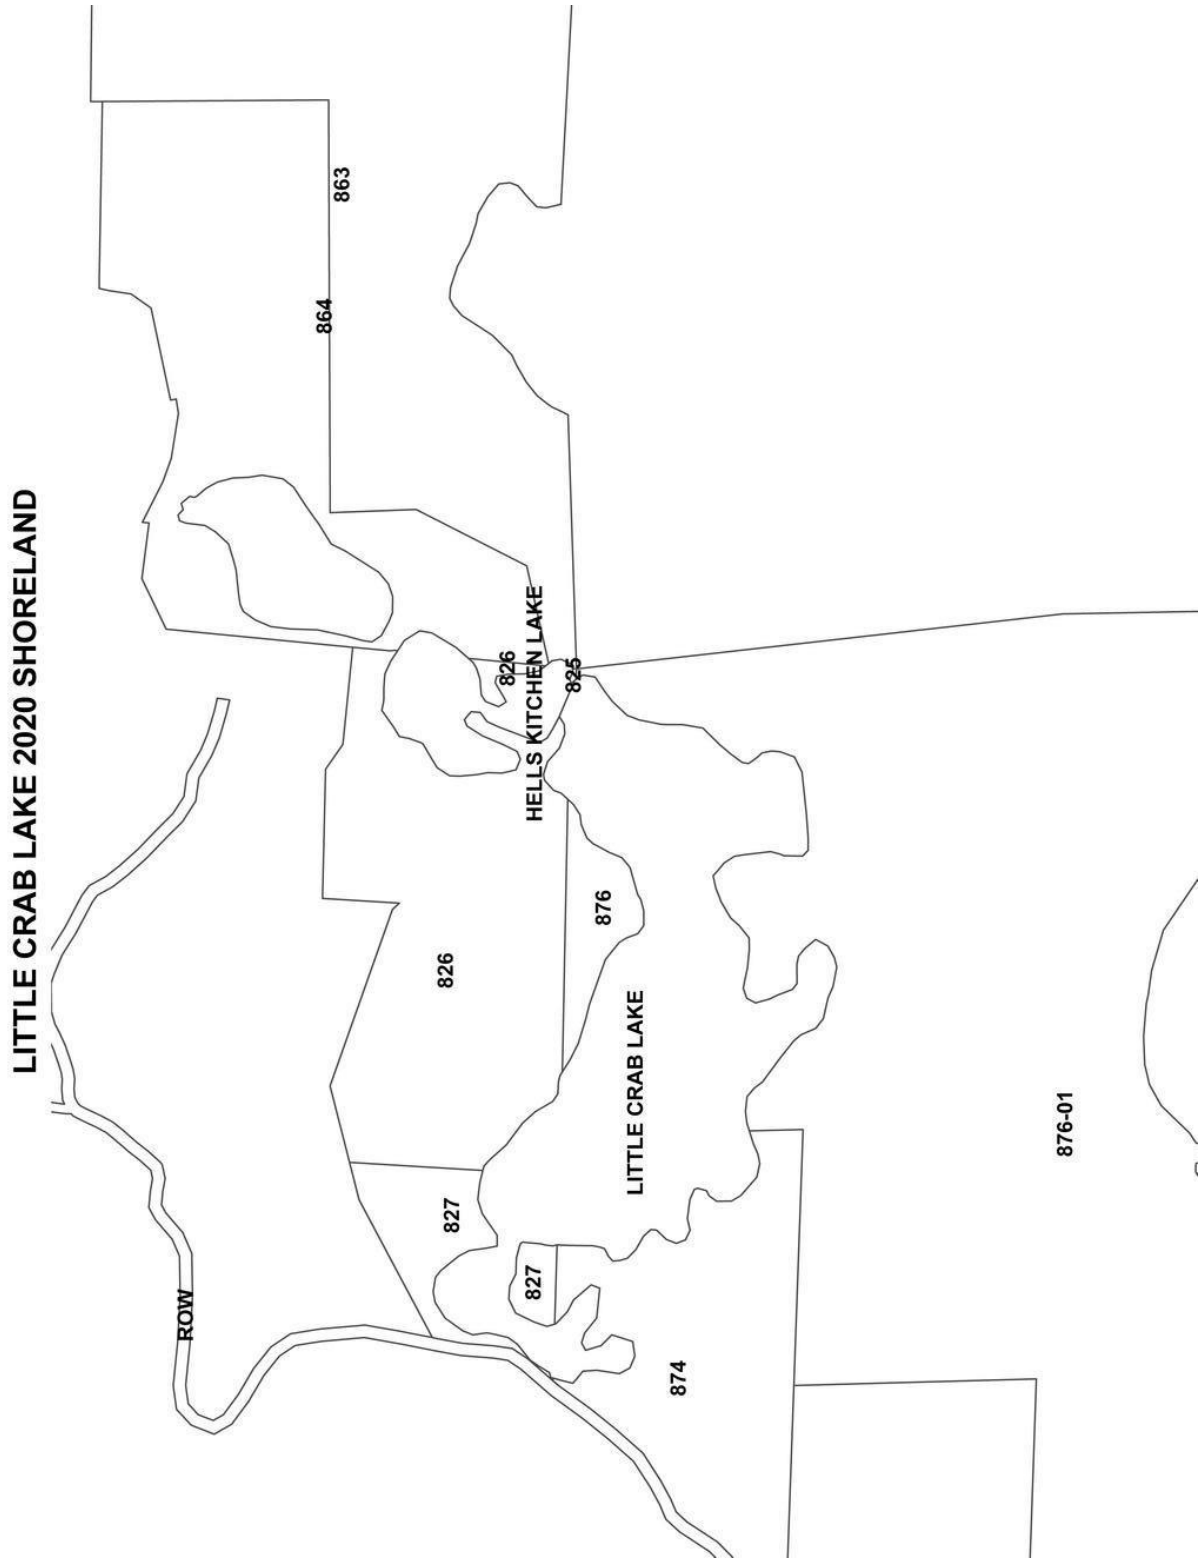 LITTLE CRAB LAKE 2020 SHORELAND
863
864
826
HELLS KITCHEN LAKE
825
876
826
LITTLE CRAB LAKE
876-01
827
827
ROW
874